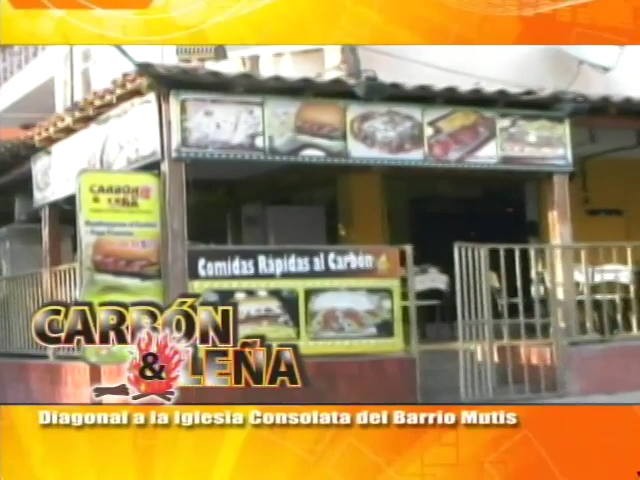 CARBÓN
& LEÑA
Comidas Rápidas al Carbón
CARBÓN
& LEÑA
Diagonal a la Iglesia Consolata del Barrio Mutis